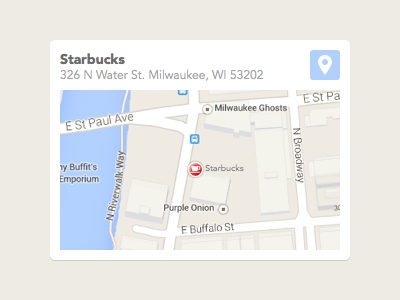 Starbucks
326 N Water St. Milwaukee, WI 53202
E St Pa
Milwaukee Ghosts
E St Paul Ave
N Broadway
ny Buffit's
Emporium
N Riverwalk Way
Starbucks
Purple Onion
E Buffalo St